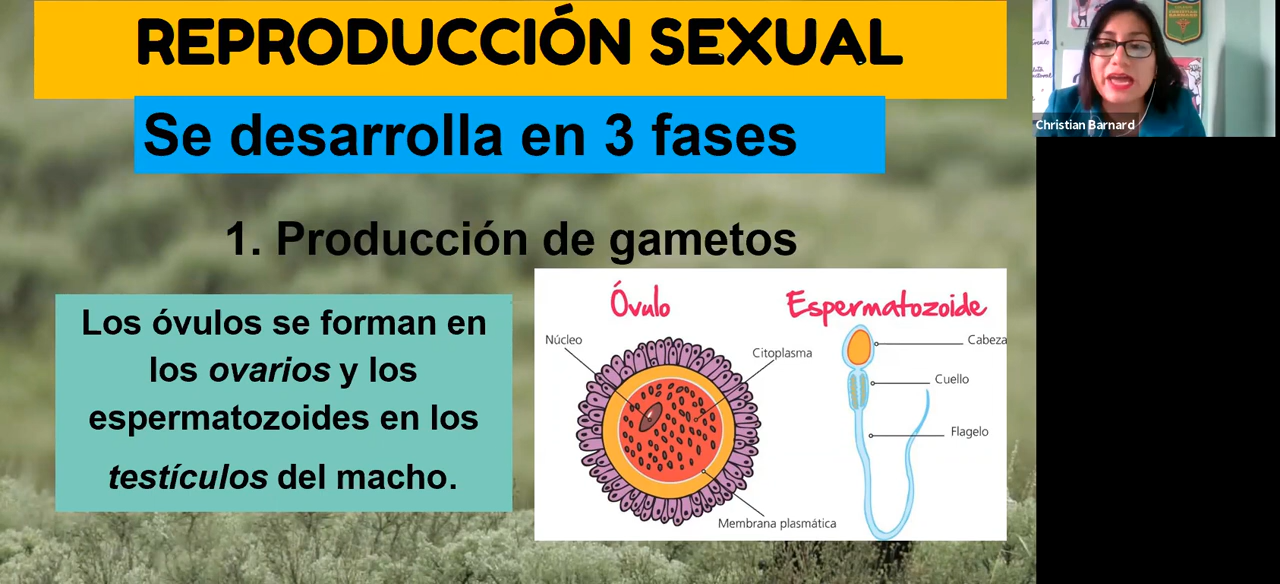 REPRODUCCIÓN SEXUAL
Se desarrolla en 3 fases
1. Producción de gametos
Los óvulos se forman en
los ovarios y los
espermatozoides en los
testículos del macho.
Óvulo
Espermatozoide
Núcleo
Citoplasma
Membrana plasmática
Cabeza
Cuello
Flagelo
Christian Barnard